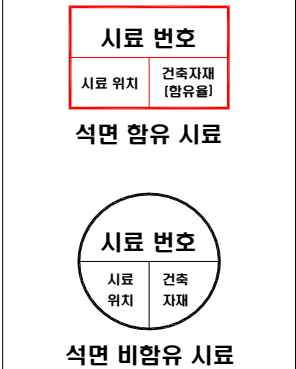 시료 번호
시료 위치
건축자재
(함유율)
석면 함유 시료
시료 번호
시료
위치
건축
자재
석면 비함유 시료